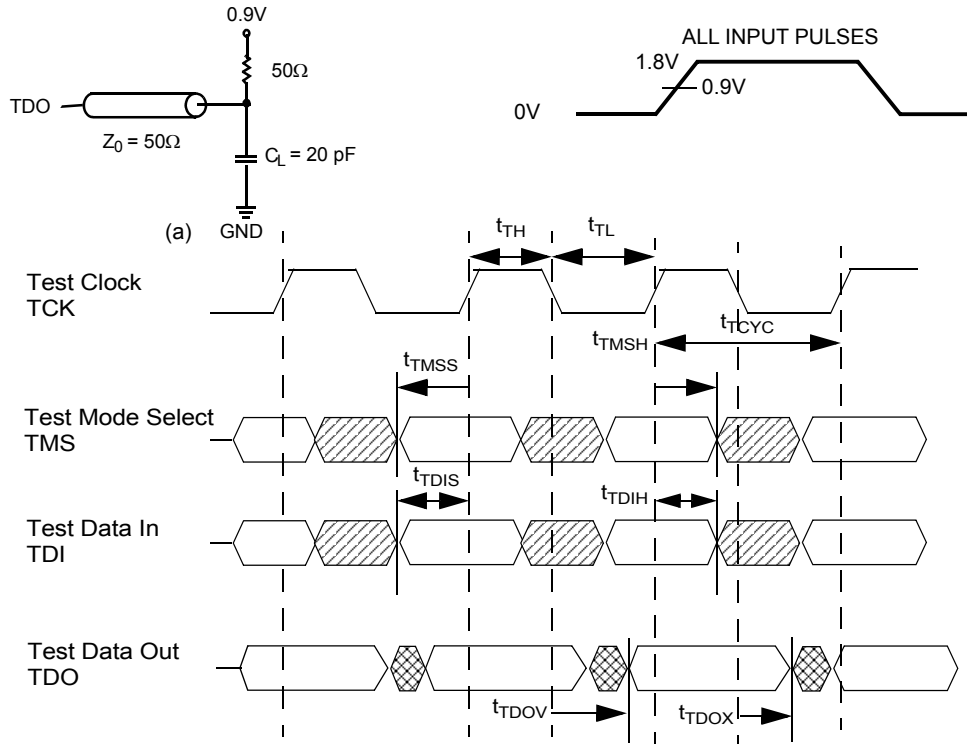 0.9V
50Ω
TDO
Z0 = 50Ω
CL = 20 pF
(a)
GND
ALL INPUT PULSES
1.8V
0.9V
0V
tTH
tTL
Test Clock
TCK
tTCYC
tTMSH
tTMSS
Test Mode Select
TMS
tTDIS
tTDIH
Test Data In
TDI
Test Data Out
TDO
tTDOV
tTDOX